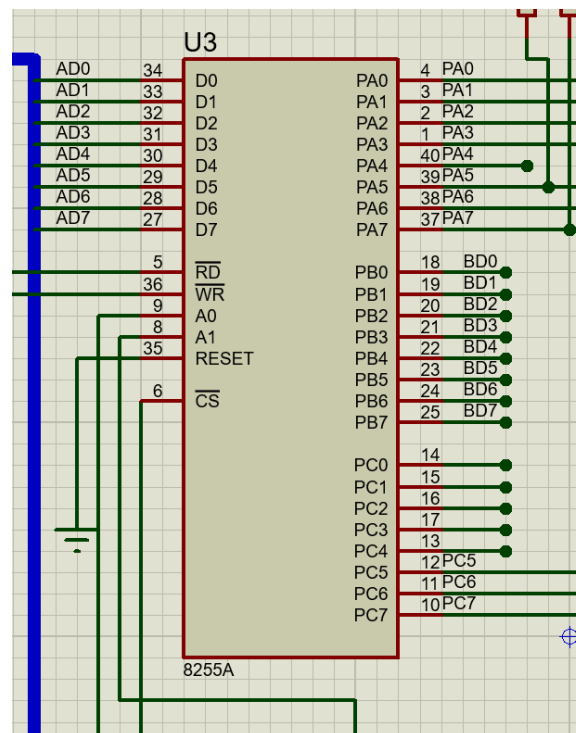 U3
AD0 34 D0 PA0 4 PA0
AD1 33 D1 PA1 3 PA1
AD2 32 D2 PA2 2 PA2
AD3 31 D3 PA3 1 PA3
AD4 30 D4 PA4 40 PA4
AD5 29 D5 PA5 39 PA5
AD6 28 D6 PA6 38 PA6
AD7 27 D7 PA7 37 PA7
5 RD PB0 18 BD0
36 WR PB1 19 BD1
9 A0 PB2 20 BD2
8 A1 PB3 21 BD3
35 RESET PB4 22 BD4
PB5 23 BD5
6 CS PB6 24 BD6
PB7 25 BD7
PC0 14
PC1 15
PC2 16
PC3 17
PC4 13
PC5 12 PC5
PC6 11 PC6
PC7 10 PC7
8255A